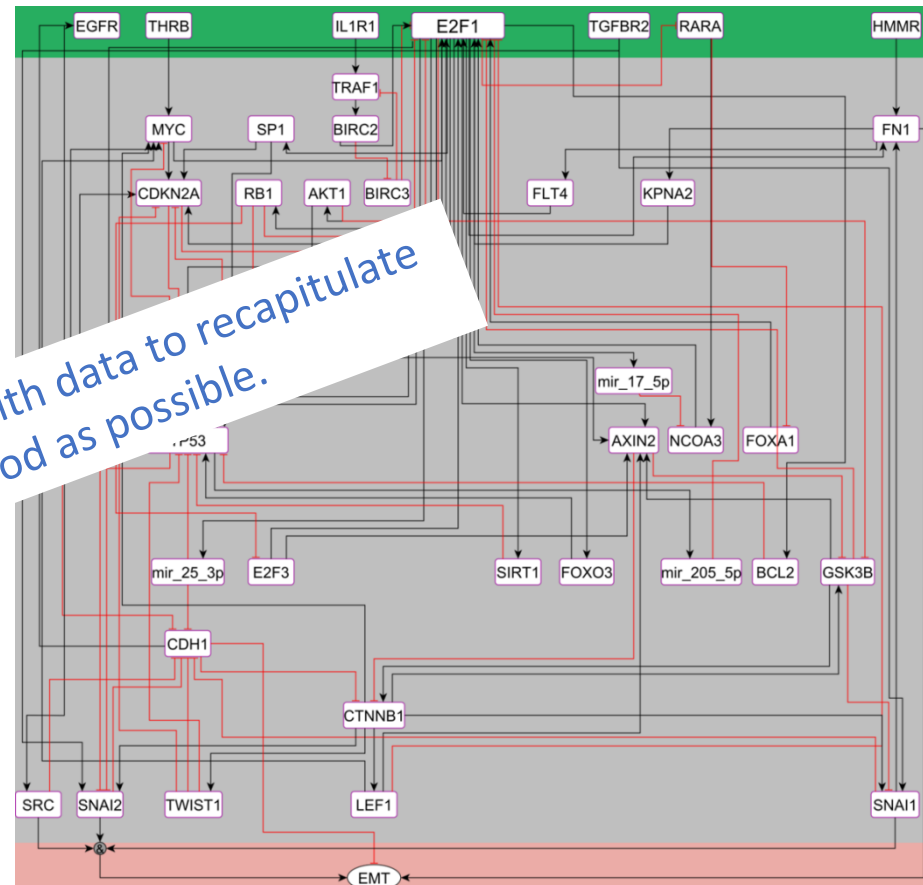 EGFR THRB IL1R1 E2F1 TGFBR2 RARA HMMR
TRAF1
MYC SP1 BIRC2 FN1
CDKN2A RB1 AKT1 BIRC3 FLT4 KPNA2
data to recapitulate
as possible.
mir_17_5p
AXIN2 NCOA3 FOXA1
mir_25_3p E2F3 SIRT1 FOXO3 mir_205_5p BCL2 GSK3B
CDH1
CTNNB1
SRC SNAI2 TWIST1 LEF1 SNAI1
&
EMT